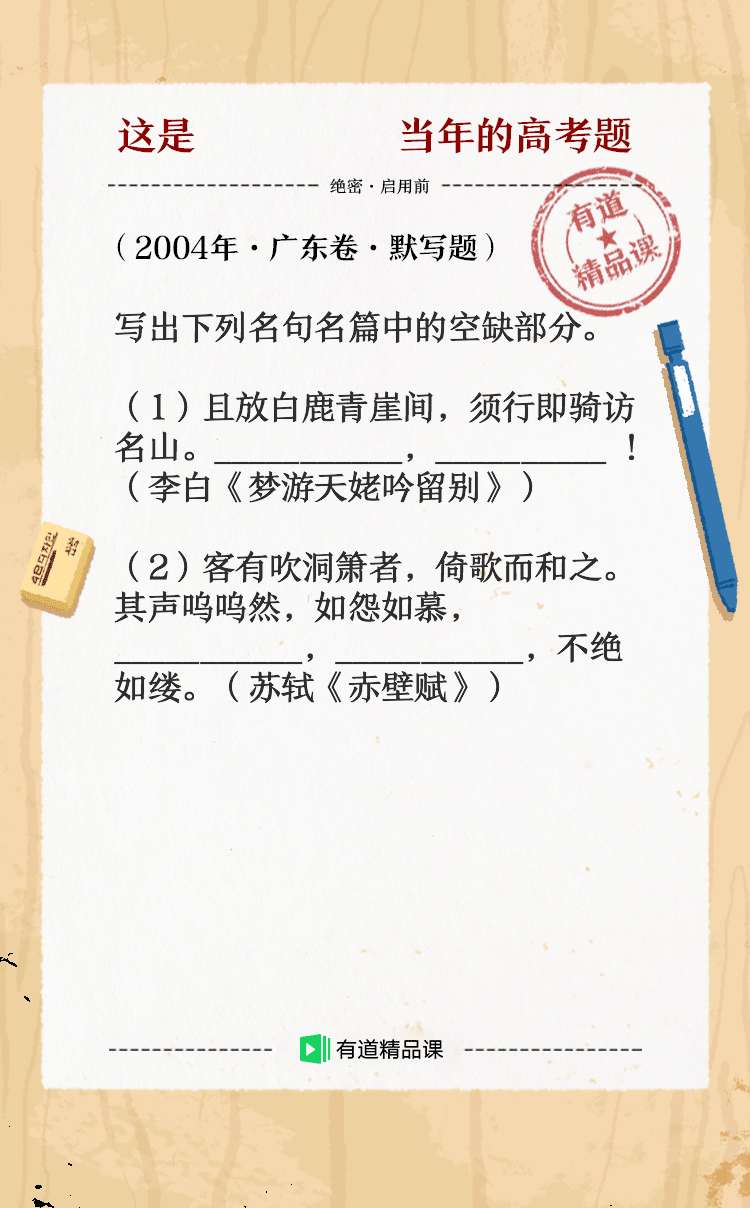 这是 当年的高考题
绝密·启用前
有道
精品课
(2004年·广东卷·默写题)
写出下列名句名篇中的空缺部分。
(1)且放白鹿青崖间，须行即骑访
名山。___________，__________ ！
(李白《梦游天姥吟留别》)
(2)客有吹洞箫者，倚歌而和之。
其声呜呜然，如怨如慕，
___________，___________，不绝
如缕。(苏轼《赤壁赋》)
有道精品课